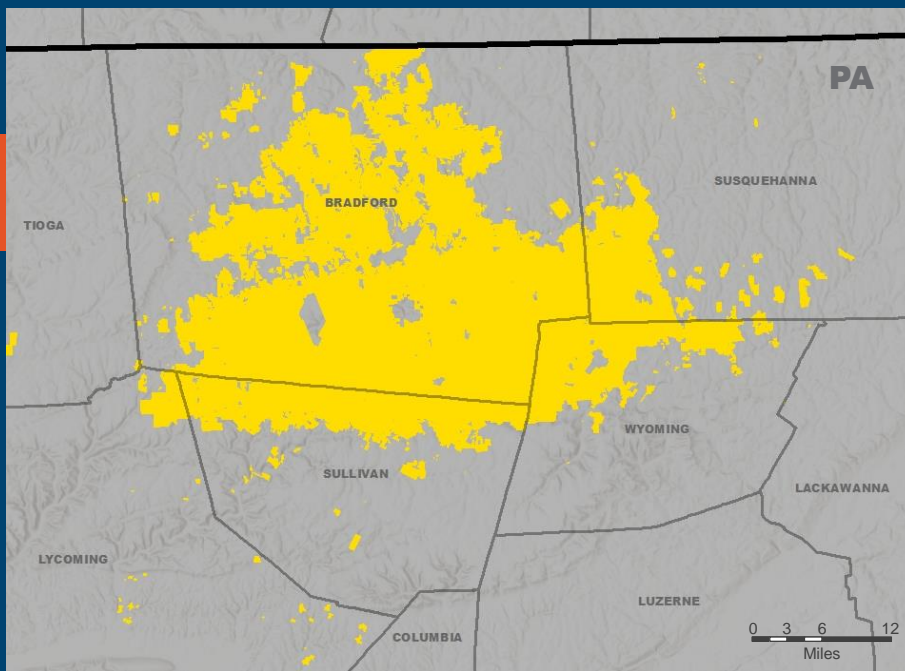 PA
SUSQUEHANNA
BRADFORD
TIOGA
WYOMING
SULLIVAN
LACKAWANNA
LYCOMING
LUZERNE
COLUMBIA
0 3 6 12
Miles